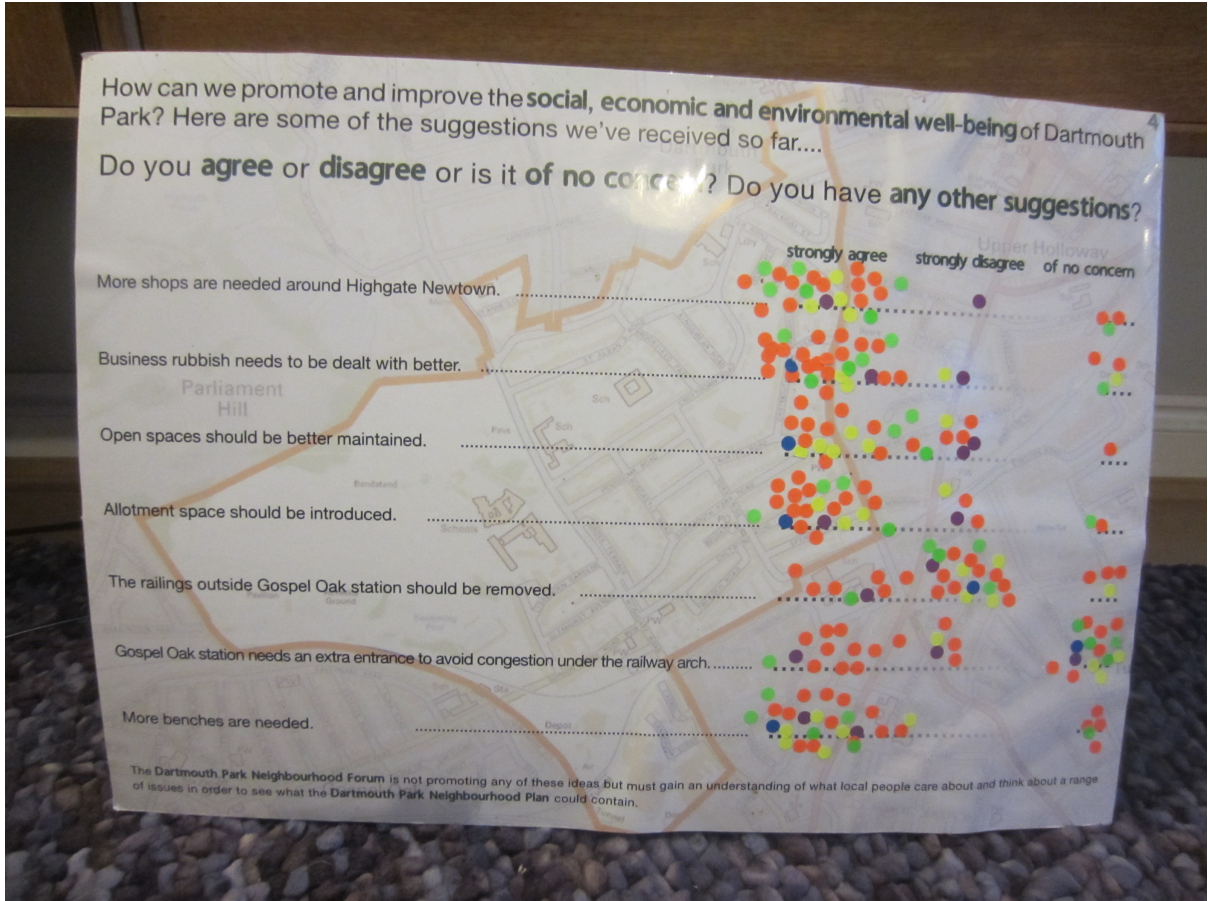 How can we promote and improve the social, economic and environmental well-being of Dartmouth
Park? Here are some of the suggestions we've received so far....
4
Do you agree or disagree or is it of no concern? Do you have any other suggestions?
Upper Holloway
strongly agree strongly disagree of no concern
More shops are needed around Highgate Newtown.
Business rubbish needs to be dealt with better.
Parliament
Hill
Sch
Sch
Open spaces should be better maintained.
Bandstand
Allotment space should be introduced.
Schools
The railings outside Gospel Oak station should be removed.
Ground
Gospel Oak station needs an extra entrance to avoid congestion under the railway arch.
More benches are needed.
Depot
The Dartmouth Park Neighbourhood Forum is not promoting any of these ideas but must gain an understanding of what local people care about and think about a range
of issues in order to see what the Dartmouth Park Neighbourhood Plan could contain.
Tunnel